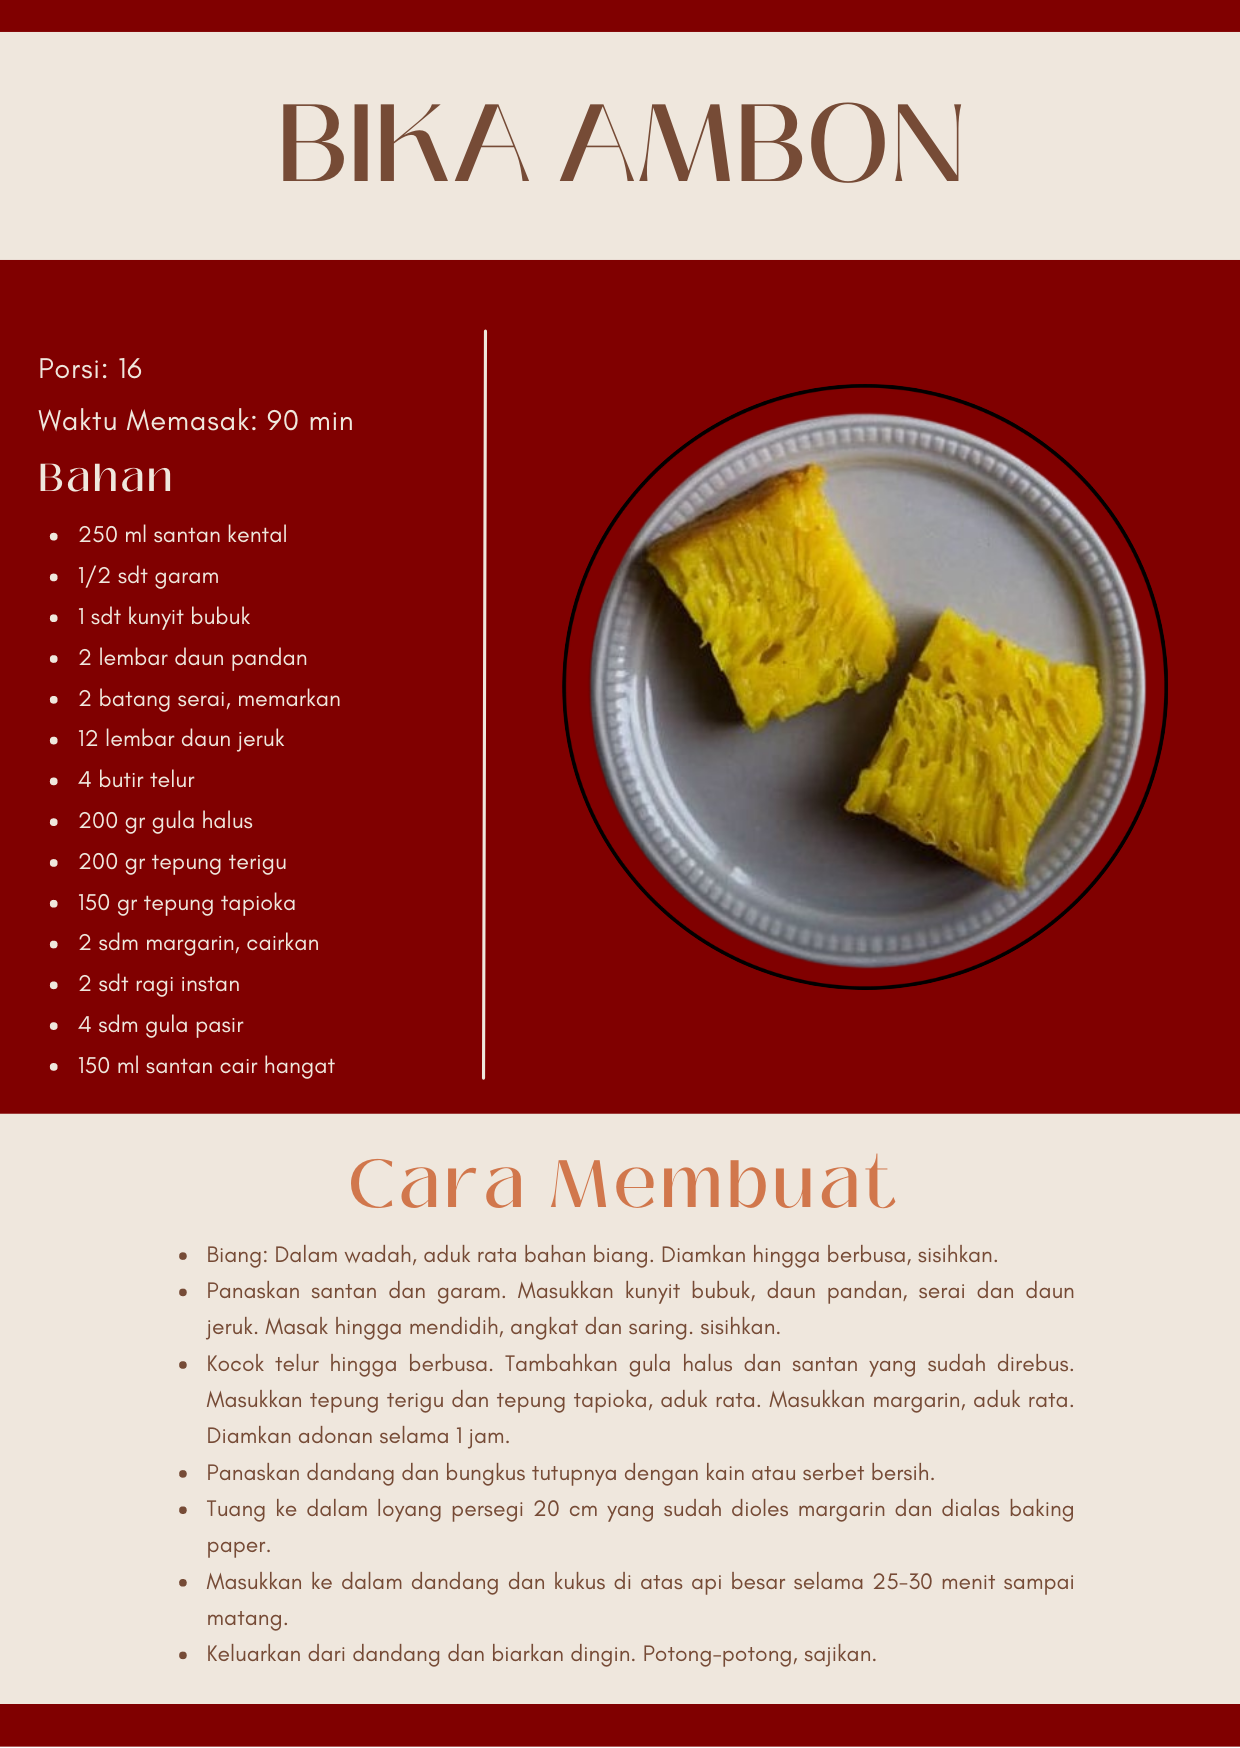 BIKA AMBON
Porsi: 16
Waktu Memasak: 90 min
Bahan
• 250 ml santan kental
• 1/2 sdt garam
• 1 sdt kunyit bubuk
• 2 lembar daun pandan
• 2 batang serai, memarkan
• 12 lembar daun jeruk
• 4 butir telur
• 200 gr gula halus
• 200 gr tepung terigu
• 150 gr tepung tapioka
• 2 sdm margarin, cairkan
• 2 sdt ragi instan
• 4 sdm gula pasir
• 150 ml santan cair hangat
Cara Membuat
• Biang: Dalam wadah, aduk rata bahan biang. Diamkan hingga berbusa, sisihkan.
• Panaskan santan dan garam. Masukkan kunyit bubuk, daun pandan, serai dan daun
jeruk. Masak hingga mendidih, angkat dan saring. sisihkan.
• Kocok telur hingga berbusa. Tambahkan gula halus dan santan yang sudah direbus.
Masukkan tepung terigu dan tepung tapioka, aduk rata. Masukkan margarin, aduk rata.
Diamkan adonan selama 1 jam.
• Panaskan dandang dan bungkus tutupnya dengan kain atau serbet bersih.
• Tuang ke dalam loyang persegi 20 cm yang sudah dioles margarin dan dialas baking
paper.
• Masukkan ke dalam dandang dan kukus di atas api besar selama 25-30 menit sampai
matang.
• Keluarkan dari dandang dan biarkan dingin. Potong-potong, sajikan.